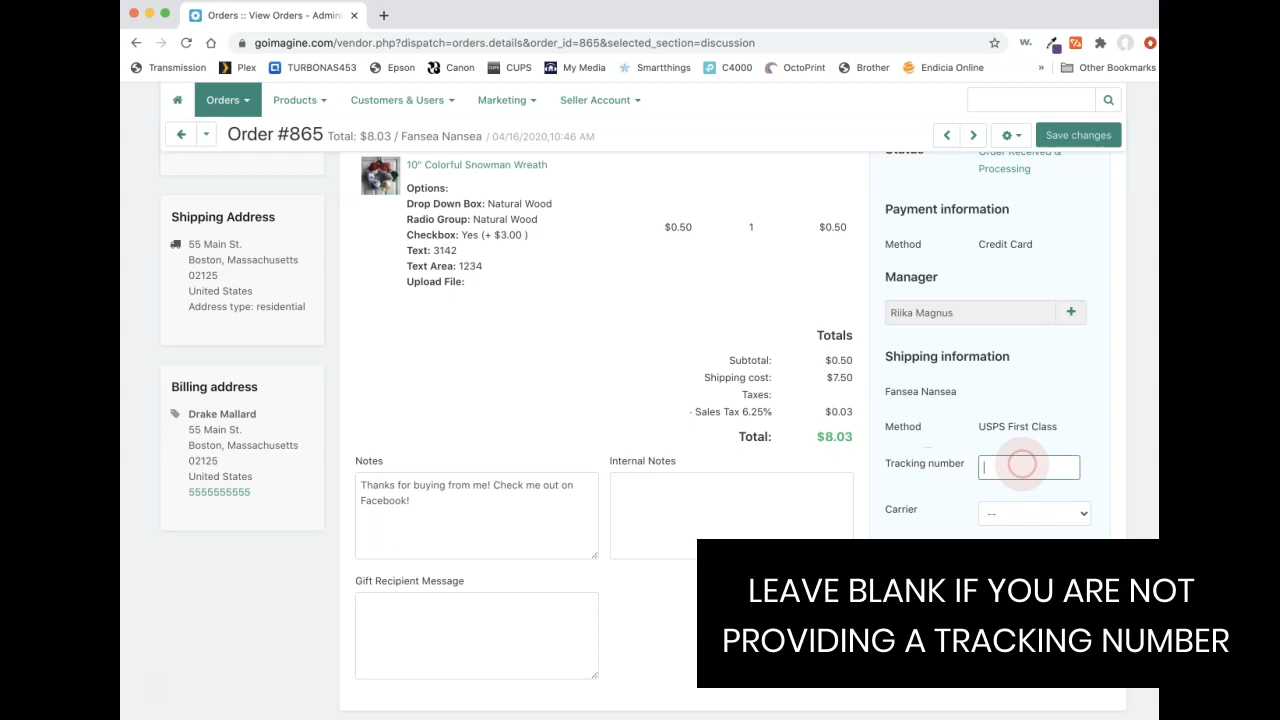 Orders :: View Orders - Admin
goimagine.com/vendor.php?dispatch=orders.details&order_id=865&selected_section=discussion
W.
Transmission Plex TURBONAS453 Epson Canon CUPS My Media Smartthings C4000 OctoPrint Brother Endicia Online » Other Bookmarks
Orders Products Customers & Users Marketing Seller Account
Order #865 Total: $8.03 / Fansea Nansea / 04/16/2020,10:46 AM Save changes
Shipping Address
55 Main St.
Boston, Massachusetts
02125
United States
Address type: residential
Billing address
Drake Mallard
55 Main St.
Boston, Massachusetts
02125
United States
5555555555
10" Colorful Snowman Wreath
Options:
Drop Down Box: Natural Wood
Radio Group: Natural Wood
Checkbox: Yes (+ $3.00 )
Text: 3142
Text Area: 1234
Upload File:
$0.50 1 $0.50
Totals
Subtotal: $0.50
Shipping cost: $7.50
Taxes:
· Sales Tax 6.25% $0.03
Total: $8.03
Notes
Thanks for buying from me! Check me out on
Facebook!
Internal Notes
Gift Recipient Message
Status Order Received &
Processing
Payment information
Method Credit Card
Manager
Riika Magnus
Shipping information
Fansea Nansea
Method USPS First Class
Tracking number
Carrier --
LEAVE BLANK IF YOU ARE NOT
PROVIDING A TRACKING NUMBER